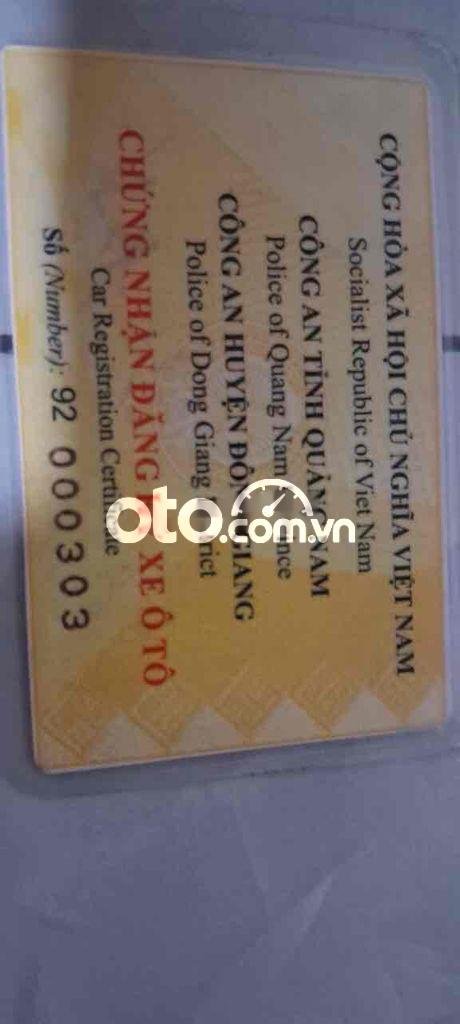 CỘNG HÒA XÃ HỘI CHỦ NGHĨA VIỆT NAM
Socialist Republic of Viet Nam
CÔNG AN TỈNH QUẢNG NAM
Police of Quang Nam
CÔNG AN HUYỆN ĐÔNG GIANG
Police of Dong Giang
CHỨNG NHẬN ĐĂNG KÝ XE Ô TÔ
Car Registration Certificate
Số (Number): 92 000303
oto.com.vn